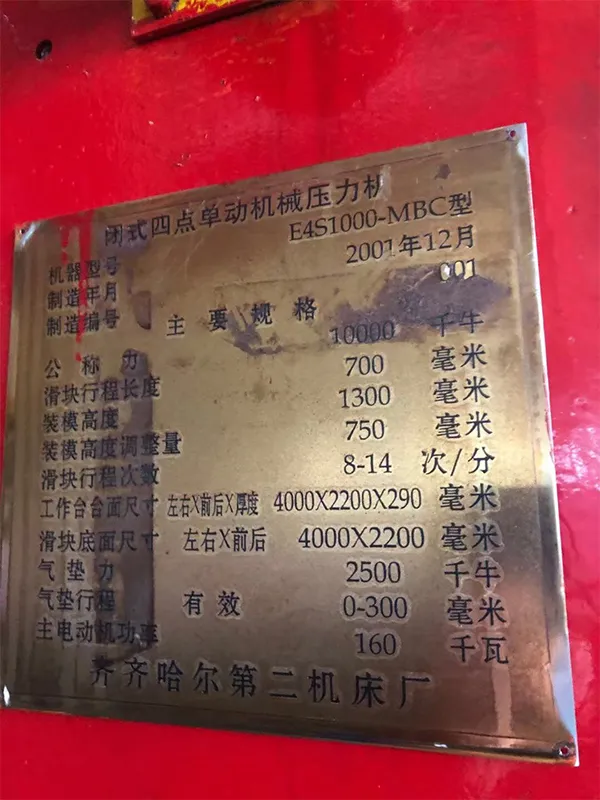 闭式四点单动机械压力机
机器型号 E4S1000-MBC型
制造年月 2001年12月
制造编号 001
主要规格
公称力 10000 千牛
滑块行程长度 700 毫米
装模高度 1300 毫米
装模高度调整量 750 毫米
滑块行程次数 8-14 次/分
工作台台面尺寸 左右X前后X厚度 4000X2200X290 毫米
滑块底面尺寸 左右X前后 4000X2200 毫米
气垫力 2500 千牛
气垫行程 有效 0-300 毫米
主电动机功率 160 千瓦
齐齐哈尔第二机床厂